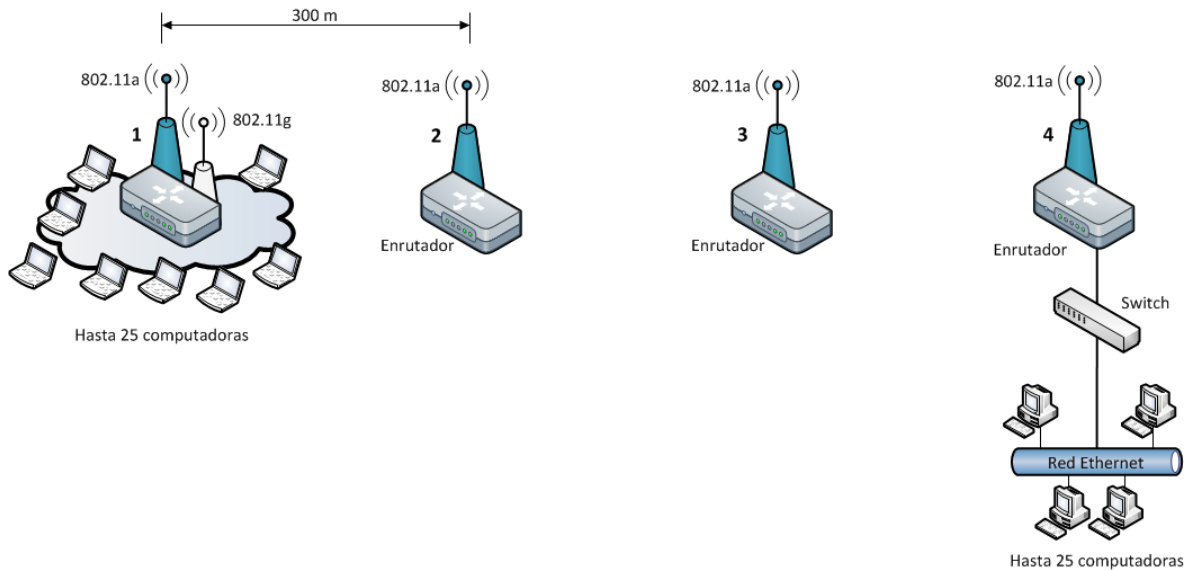 300 m
802.11a
802.11g
1
802.11a
2
802.11a
3
802.11a
4
Enrutador
Enrutador
Enrutador
Switch
Hasta 25 computadoras
Red Ethernet
Hasta 25 computadoras